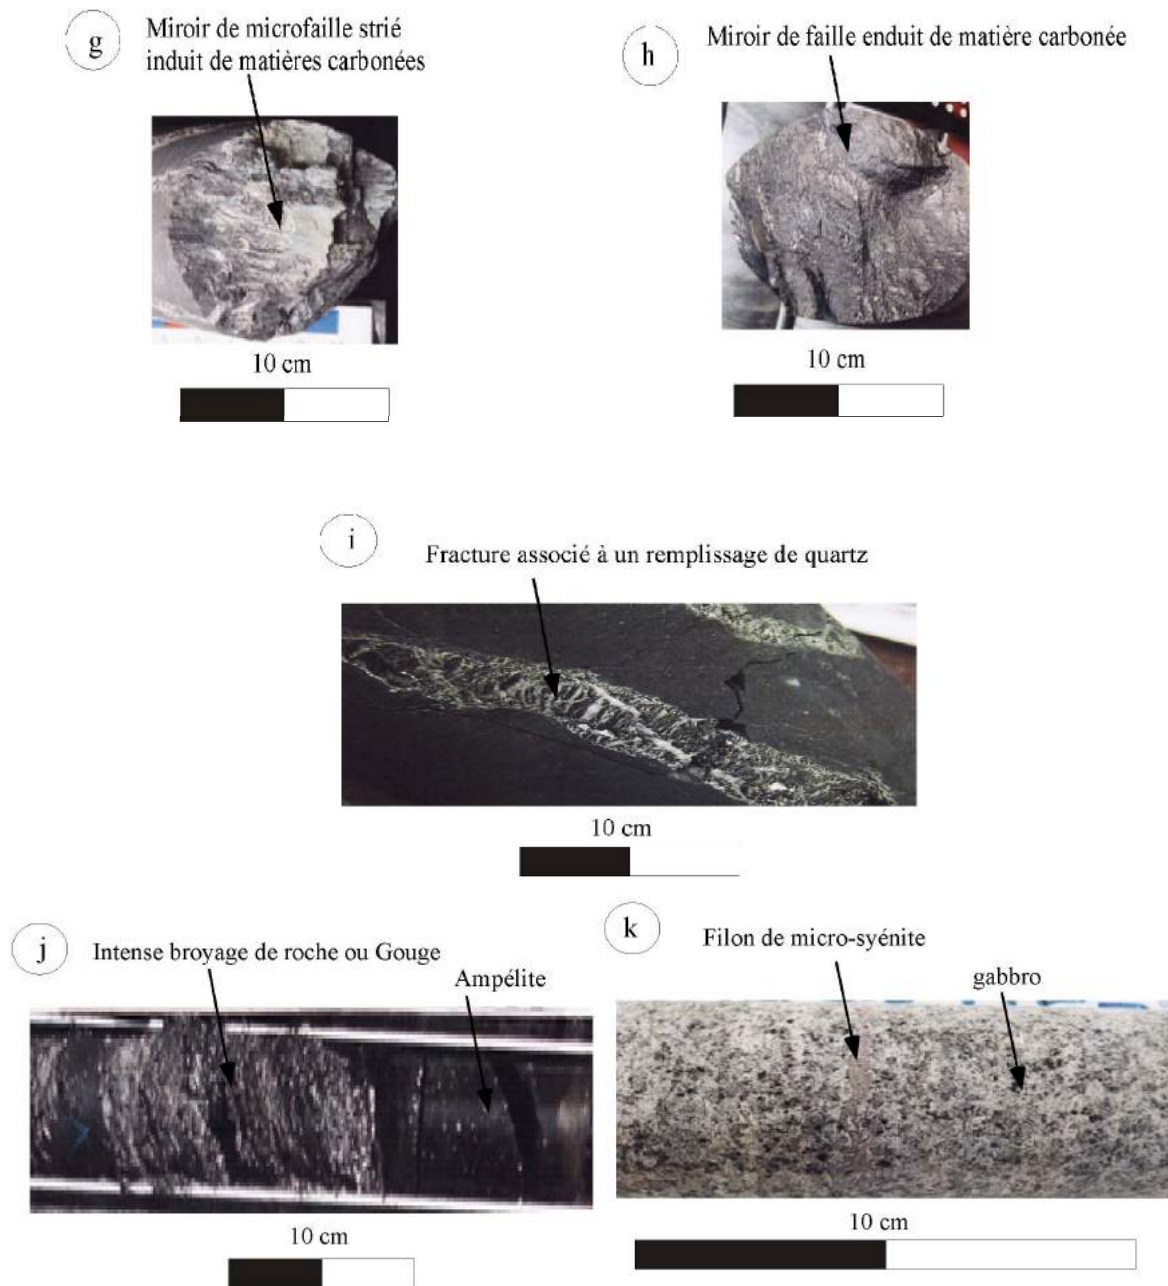 g
Miroir de microfaille strié
induit de matières carbonées
10 cm
h
Miroir de faille enduit de matière carbonée
10 cm
i
Fracture associé à un remplissage de quartz
10 cm
j
Intense broyage de roche ou Gouge
Ampélite
10 cm
k
Filon de micro-syénite
gabbro
10 cm